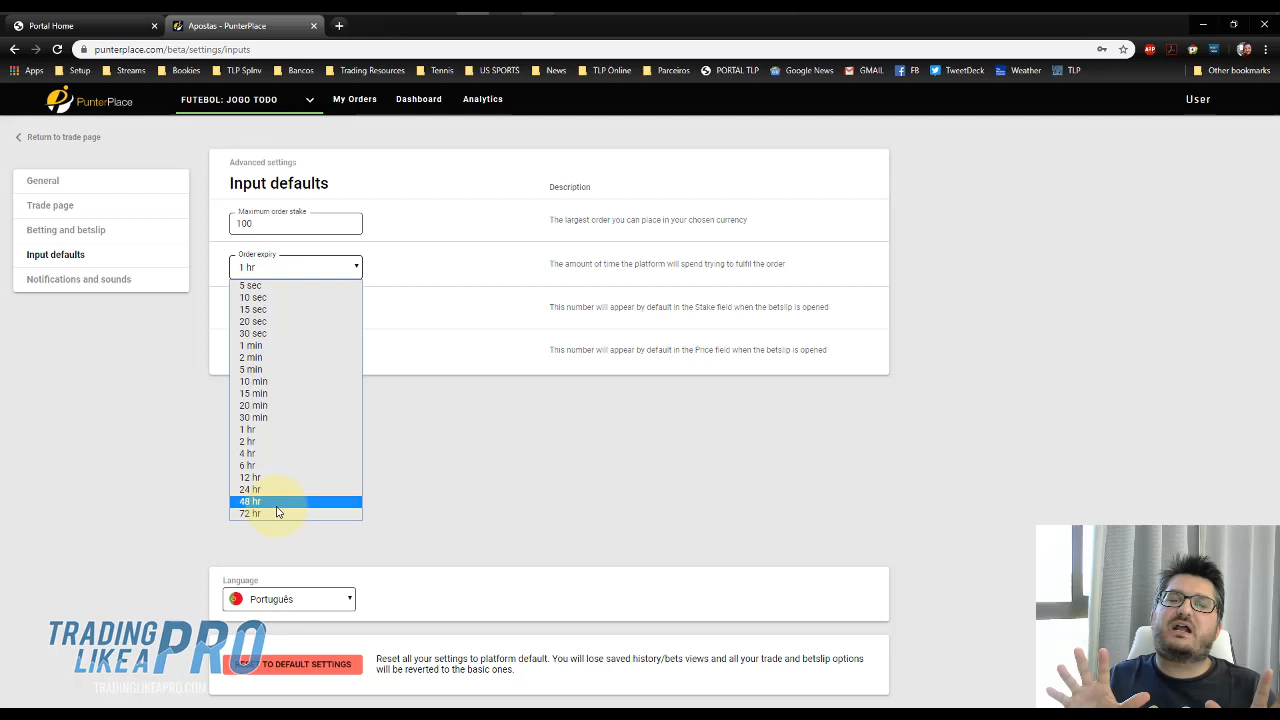 Portal Home
Apostas - PunterPlace
punterplace.com/beta/settings/inputs
Apps Setup Streams Bookies TLP SpInv Bancos Trading Resources Tennis US SPORTS News TLP Online Parceiros PORTAL TLP Google News GMAIL FB TweetDeck Weather TLP Other bookmarks
PunterPlace
FUTEBOL: JOGO TODO My Orders Dashboard Analytics User
Return to trade page
General
Trade page
Betting and betslip
Input defaults
Notifications and sounds
Advanced settings
Input defaults
Description
Maximum order stake
100
The largest order you can place in your chosen currency
Order expiry
1 hr
The amount of time the platform will spend trying to fulfil the order
5 sec
10 sec
15 sec
20 sec
30 sec
1 min
2 min
5 min
10 min
15 min
20 min
30 min
1 hr
2 hr
4 hr
6 hr
12 hr
24 hr
48 hr
72 hr
This number will appear by default in the Stake field when the betslip is opened
This number will appear by default in the Price field when the betslip is opened
Language
Português
RESET TO DEFAULT SETTINGS
Reset all your settings to platform default. You will lose saved history/bets views and all your trade and betslip options
will be reverted to the basic ones.
TRADING
LIKE A PRO
TRADINGLIKEAPRO.COM